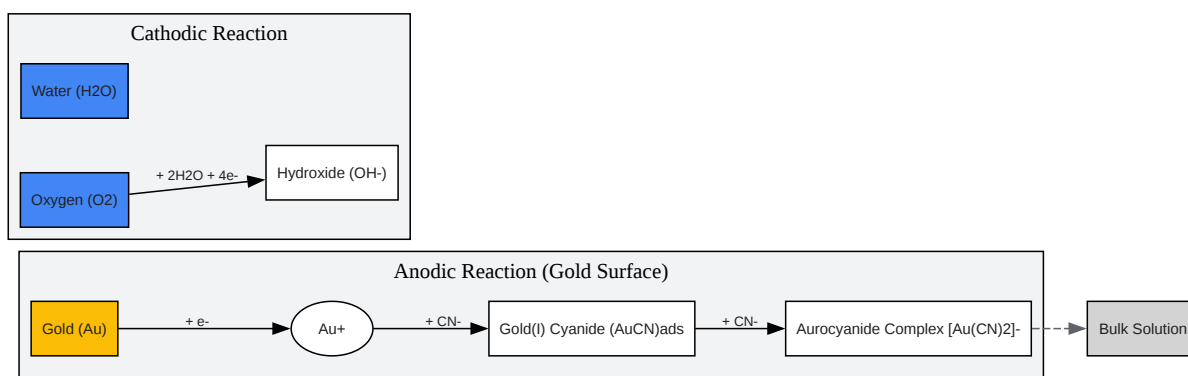 Cathodic Reaction
Water (H2O)
Oxygen (O2)
+ 2H2O + 4e-
Hydroxide (OH-)
Anodic Reaction (Gold Surface)
Gold (Au)
+ e-
Au+
+ CN-
Gold(I) Cyanide (AuCN)ads
+ CN-
Aurocyanide Complex [Au(CN)2]-
Bulk Solution